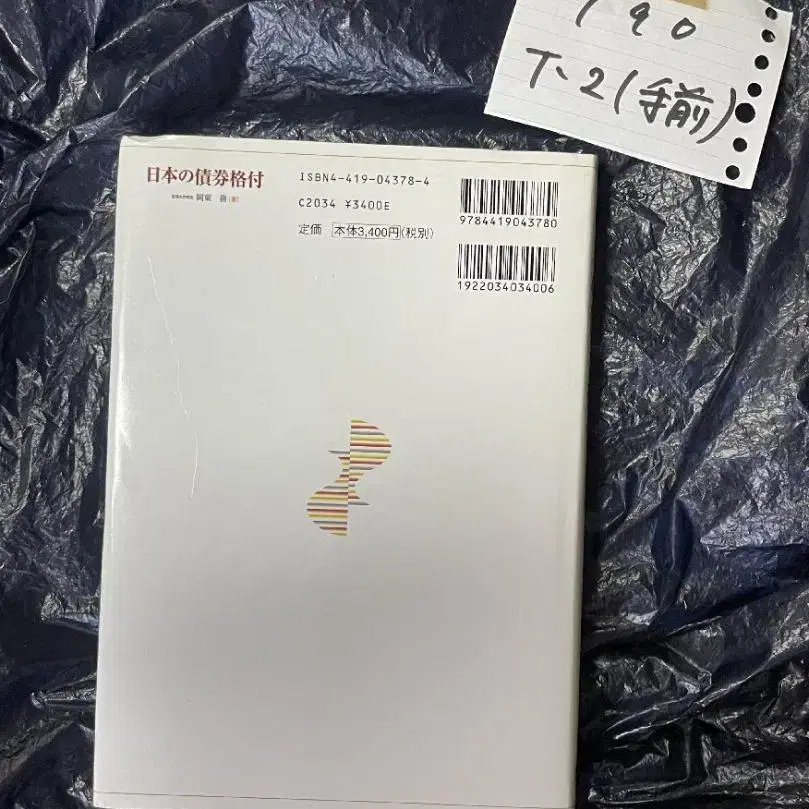 190
T、2(手前)
日本の債券格付
ISBN4-419-04378-4
C2034 ¥3400E
定価 本体3,400円(税別)
9784419043780
1922034034006